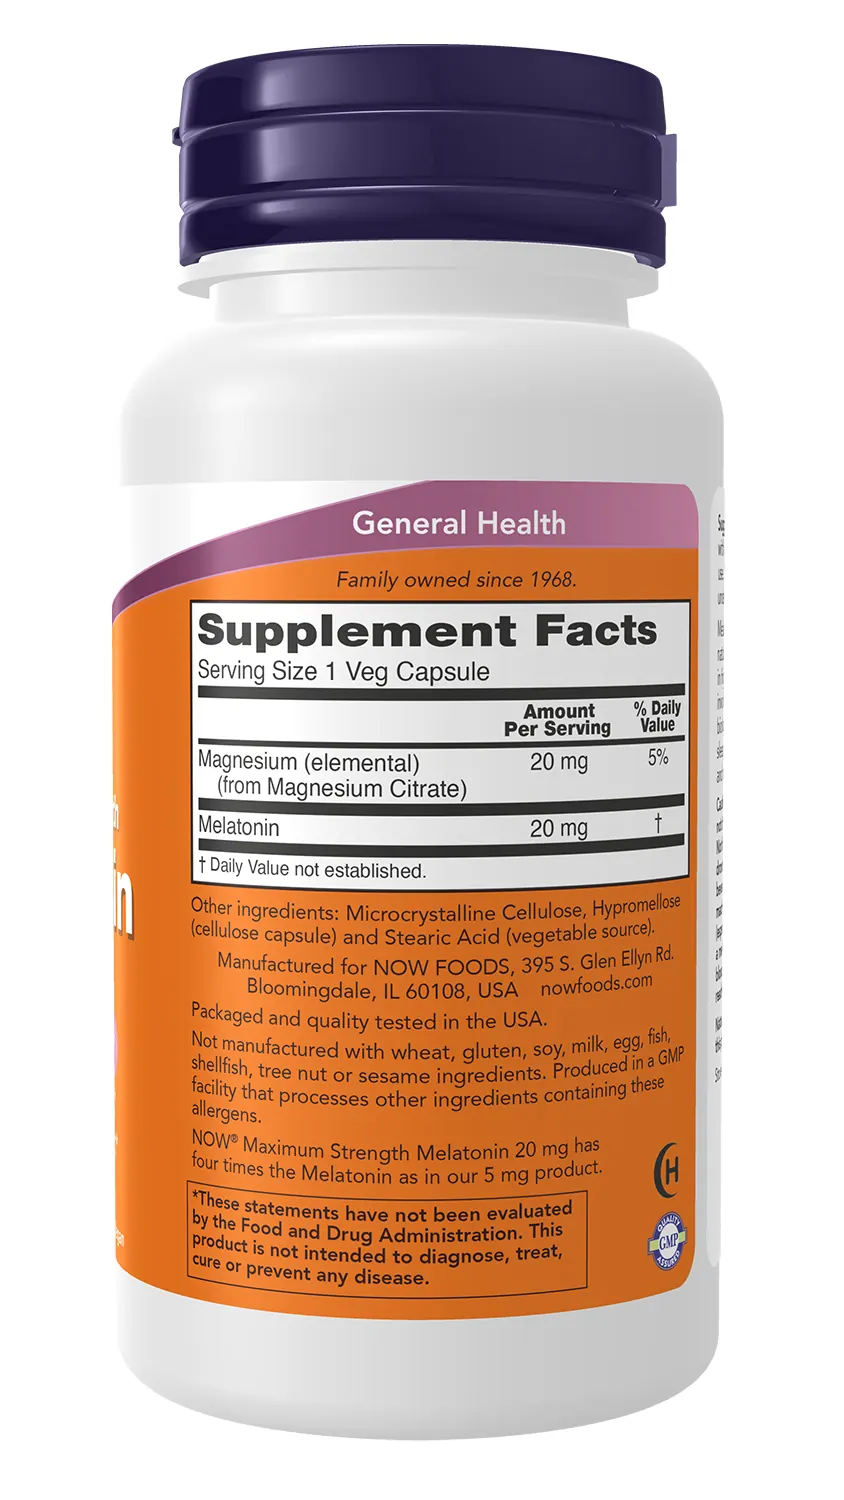 General Health
Family owned since 1968.
Supplement Facts
Serving Size 1 Veg Capsule
Amount
Per Serving
% Daily
Value
Magnesium (elemental) 20 mg 5%
(from Magnesium Citrate)
Melatonin 20 mg †
† Daily Value not established.
Other ingredients: Microcrystalline Cellulose, Hypromellose
(cellulose capsule) and Stearic Acid (vegetable source).
Manufactured for NOW FOODS, 395 S. Glen Ellyn Rd.
Bloomingdale, IL 60108, USA nowfoods.com
Packaged and quality tested in the USA.
Not manufactured with wheat, gluten, soy, milk, egg, fish,
shellfish, tree nut or sesame ingredients. Produced in a GMP
facility that processes other ingredients containing these
allergens.
NOW® Maximum Strength Melatonin 20 mg has
four times the Melatonin as in our 5 mg product.
*These statements have not been evaluated
by the Food and Drug Administration. This
product is not intended to diagnose, treat,
cure or prevent any disease.
H
QUALITY
GMP
ASSURED